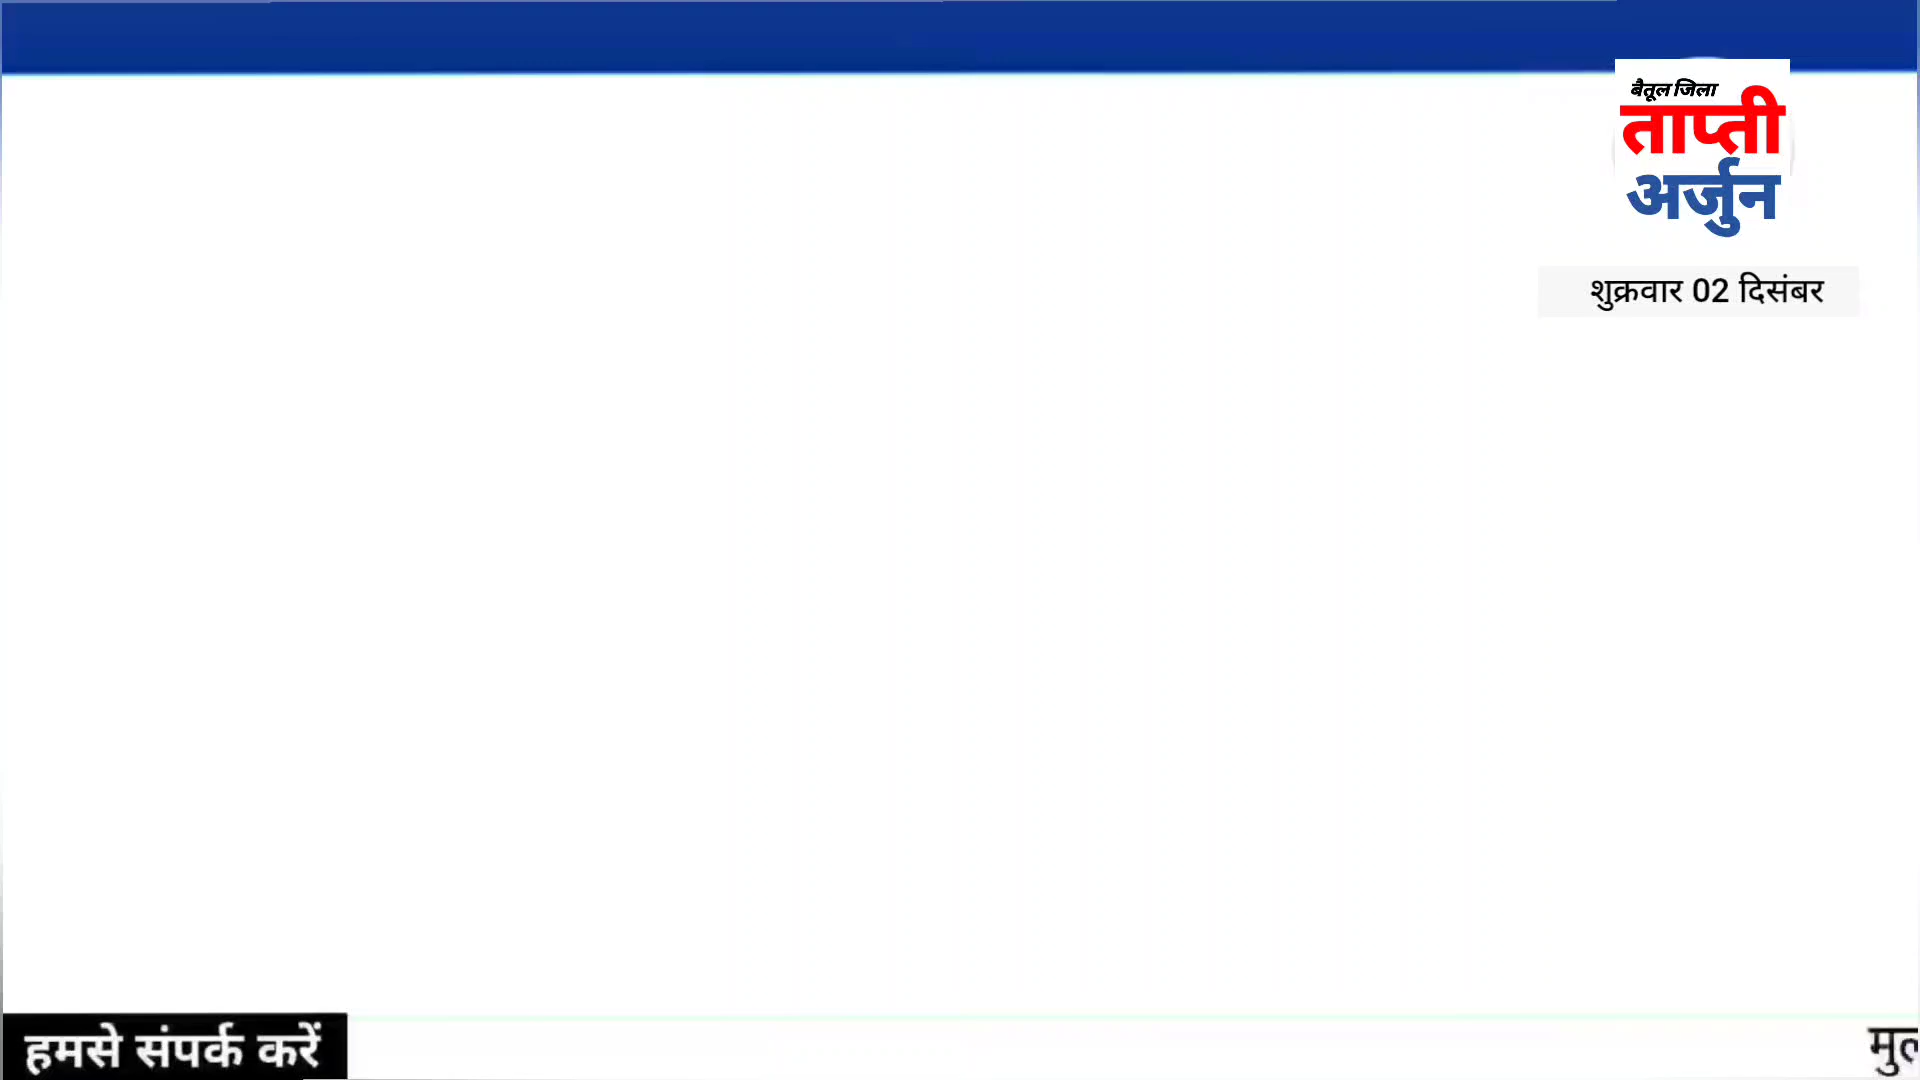 बैतूल जिला
ताप्ती
अर्जुन
शुक्रवार 02 दिसंबर
हमसे संपर्क करें